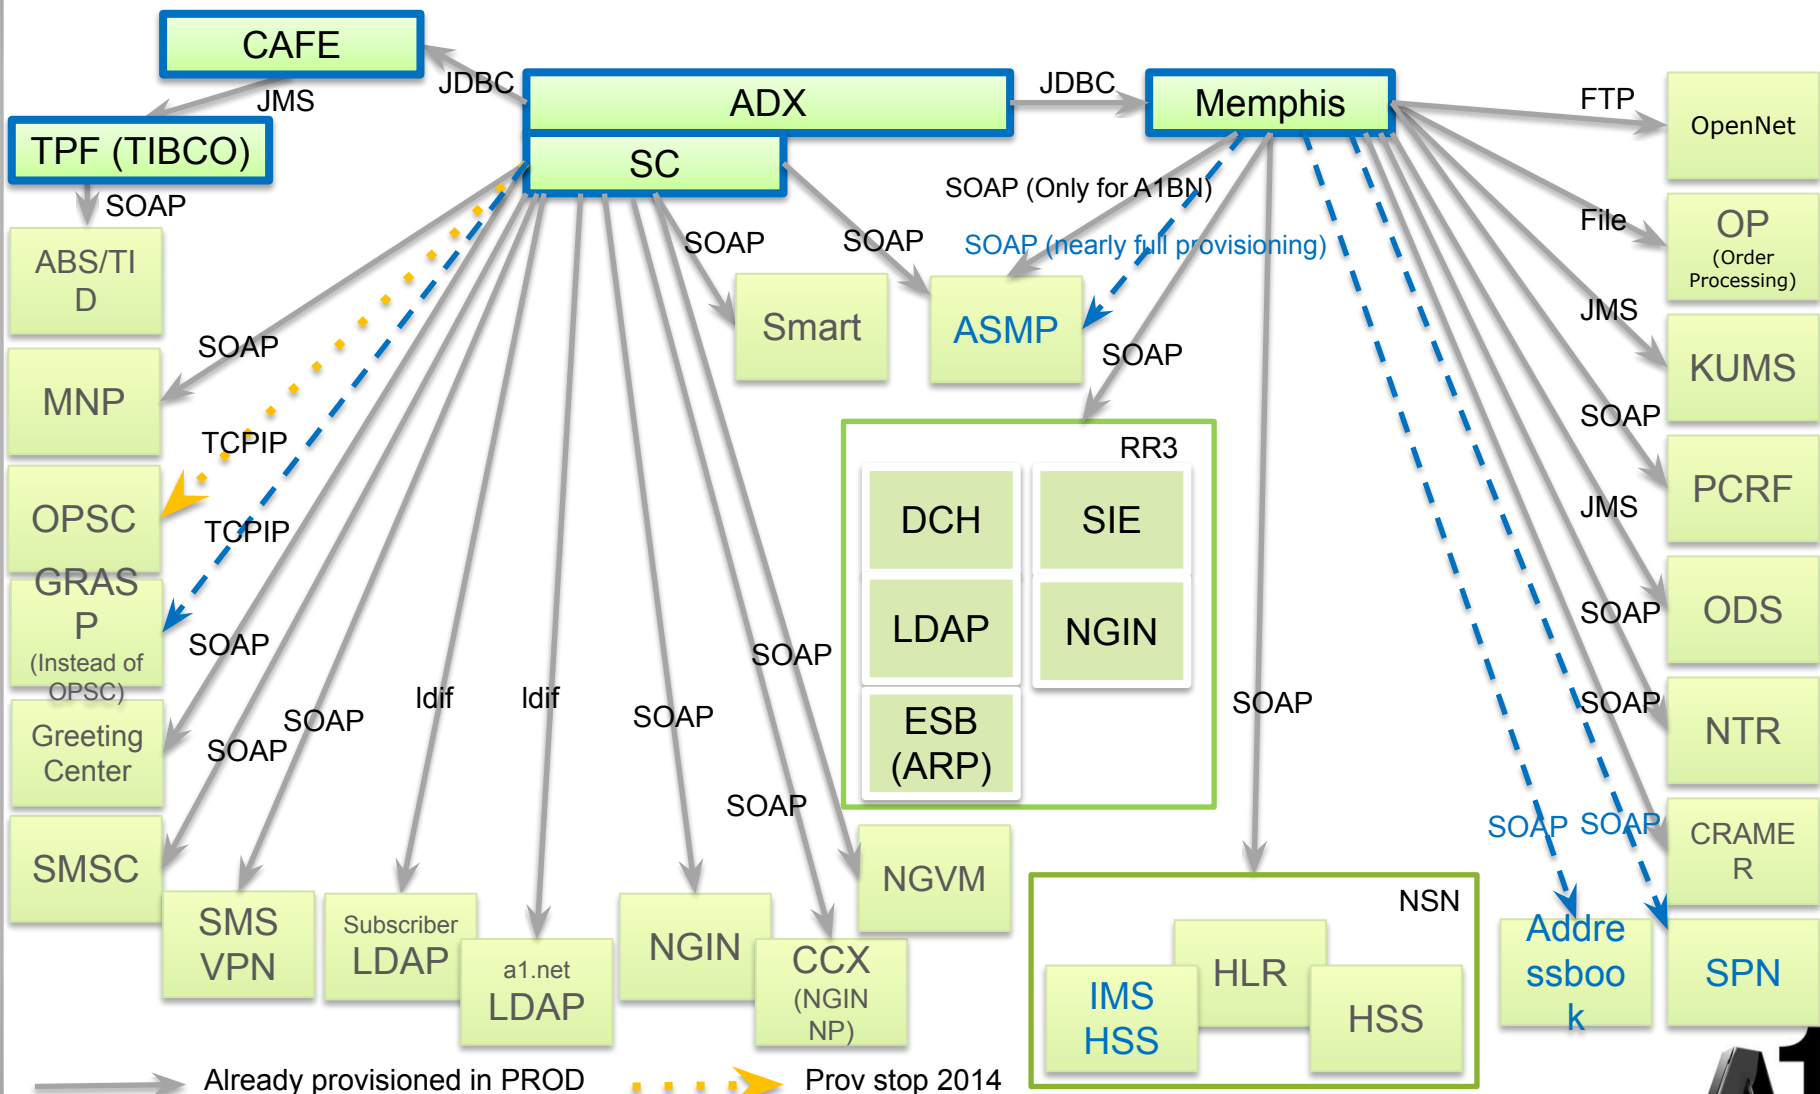 CAFE
JDBC
JMS
ADX
JDBC
Memphis
FTP
OpenNet
TPF (TIBCO)
SC
SOAP
SOAP (Only for A1BN)
File
OP
(Order
Processing)
ABS/TI
D
SOAP
SOAP
SOAP (nearly full provisioning)
Smart
ASMP
JMS
KUMS
SOAP
MNP
SOAP
SOAP
PCRF
TCPIP
OPSC
TCPIP
RR3
DCH
SIE
LDAP
NGIN
ESB
(ARP)
JMS
ODS
GRAS
P
(Instead of
OPSC)
SOAP
SOAP
NTR
Greeting
Center
SOAP
SOAP
ldif
ldif
SOAP
SOAP
SOAP
SOAP
SOAP
SOAP
SOAP
CRAME
R
SMSC
SMS
VPN
Subscriber
LDAP
a1.net
LDAP
NGIN
CCX
(NGIN
NP)
NGVM
NSN
IMS
HSS
HLR
HSS
Addre
ssboo
k
SPN
Already provisioned in PROD
Prov stop 2014
A1